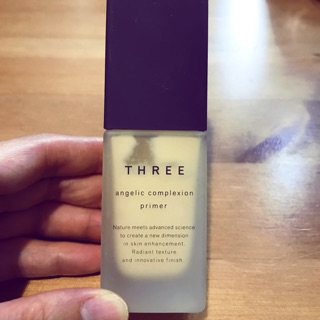 THREE
angelic complexion
primer
Nature meets advanced science
to create a new dimension
in skin enhancement.
Radiant texture
and innovative finish.